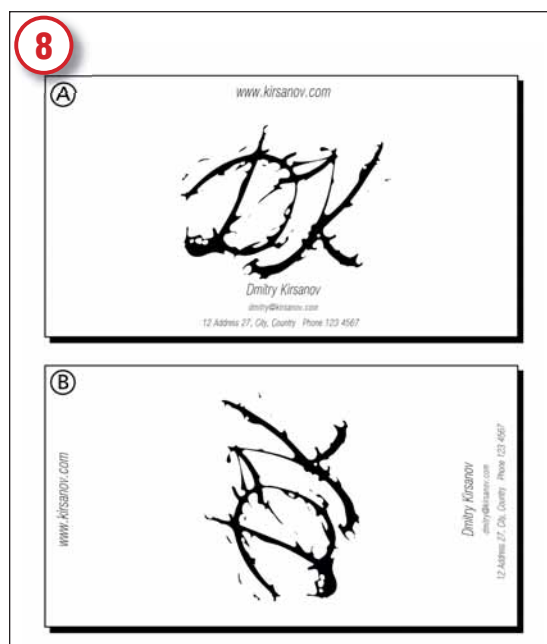 8
A
www.kirsanov.com
DK
Dmitry Kirsanov
dmitry@kirsanov.com
12 Address 27, City, Country Phone 123 4567
B
www.kirsanov.com
DK
Dmitry Kirsanov
dmitry@kirsanov.com
12 Address 27, City, Country Phone 123 4567